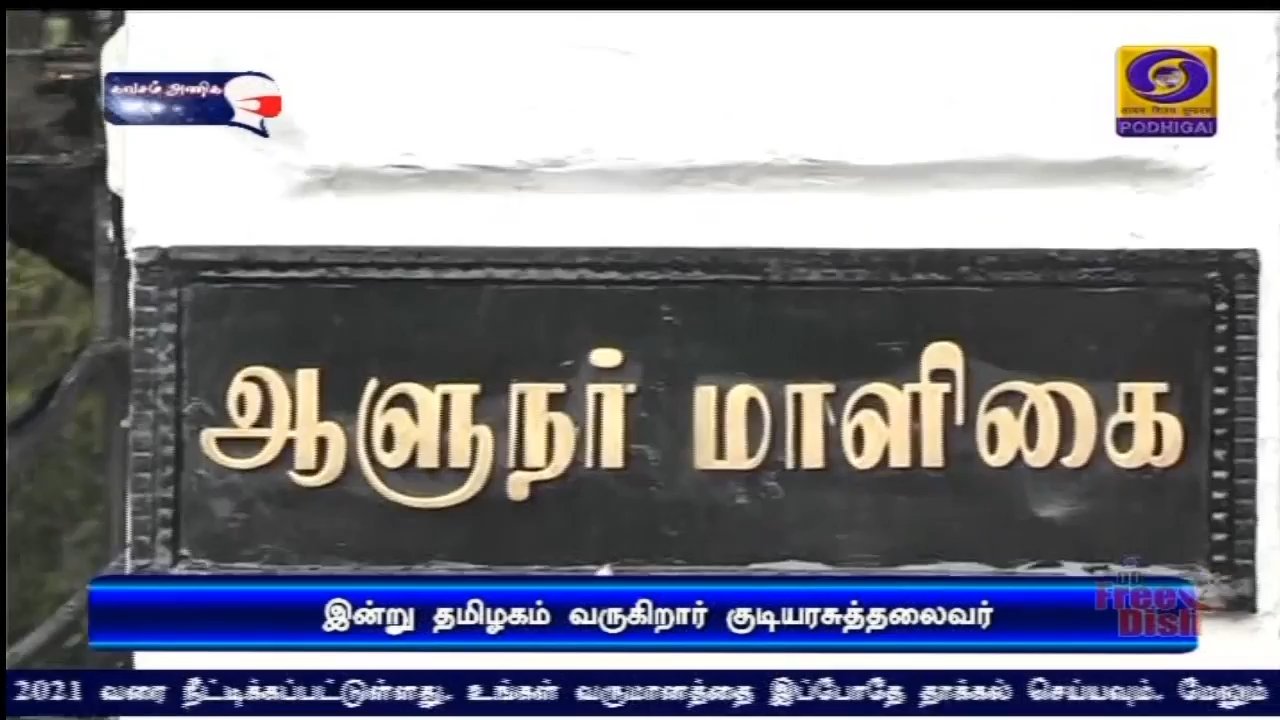 கவசம் அணிக
PODHIGAI
ஆளுநர் மாளிகை
DD
Free
Dish
இன்று தமிழகம் வருகிறார் குடியரசுத்தலைவர்
2021 வரை நீட்டிக்கப்பட்டுள்ளது. உங்கள் வருமானத்தை இப்போதே தாக்கல் செய்யவும். மேலும்